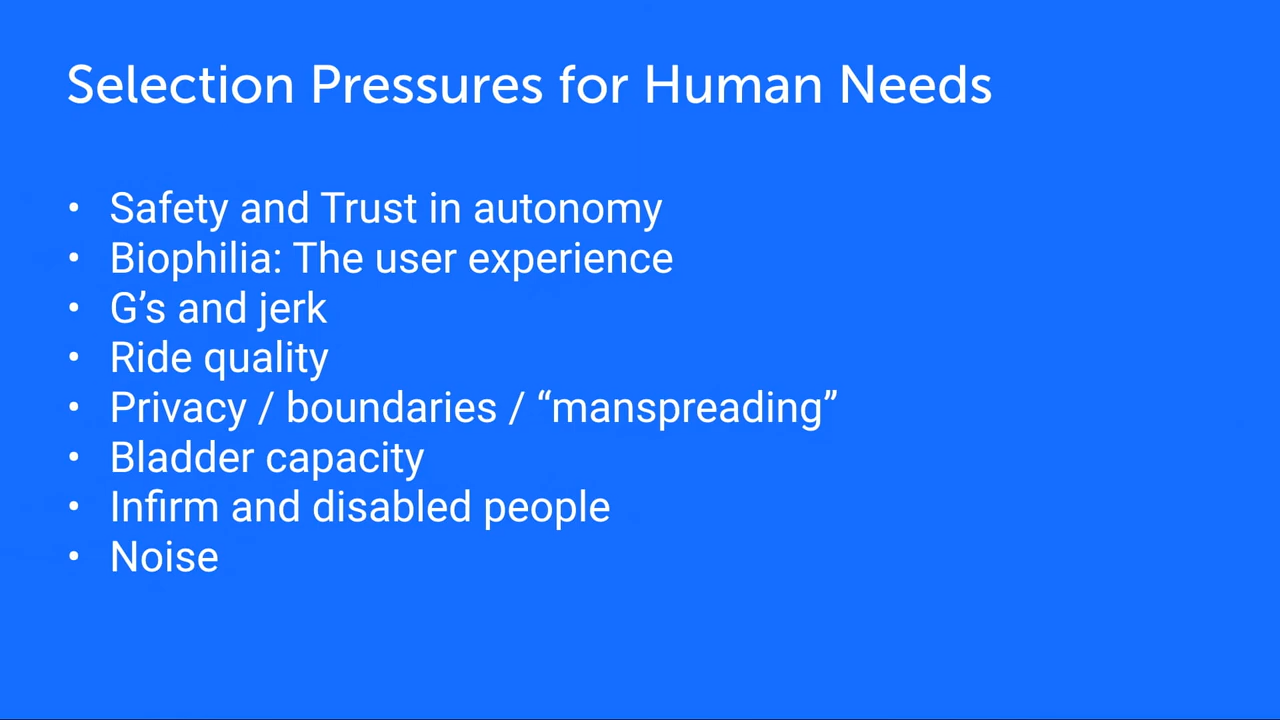 Selection Pressures for Human Needs
• Safety and Trust in autonomy
• Biophilia: The user experience
• G’s and jerk
• Ride quality
• Privacy / boundaries / “manspreading”
• Bladder capacity
• Infirm and disabled people
• Noise